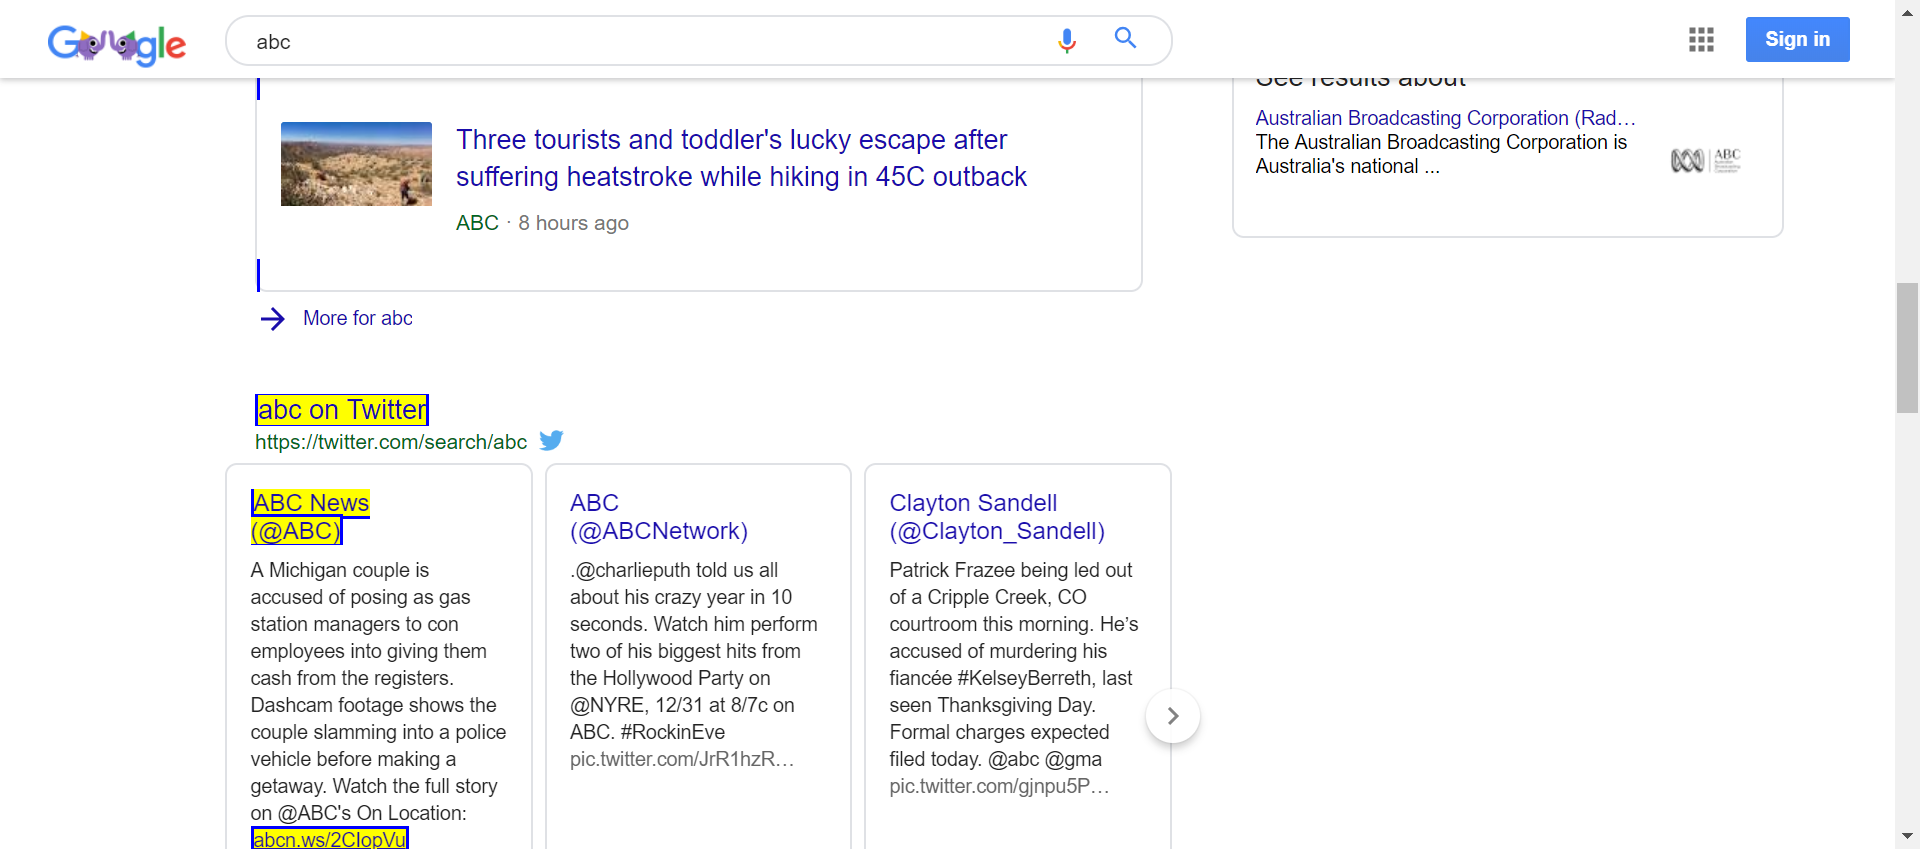 Google
abc
Sign in
See results about
Three tourists and toddler's lucky escape after
suffering heatstroke while hiking in 45C outback
ABC · 8 hours ago
Australian Broadcasting Corporation (Rad…
The Australian Broadcasting Corporation is
Australia's national ...
ABC
More for abc
abc on Twitter
https://twitter.com/search/abc
ABC News
(@ABC)
A Michigan couple is
accused of posing as gas
station managers to con
employees into giving them
cash from the registers.
Dashcam footage shows the
couple slamming into a police
vehicle before making a
getaway. Watch the full story
on @ABC's On Location:
abcn.ws/2CIopVu
ABC
(@ABCNetwork)
.@charlieputh told us all
about his crazy year in 10
seconds. Watch him perform
two of his biggest hits from
the Hollywood Party on
@NYRE, 12/31 at 8/7c on
ABC. #RockinEve
pic.twitter.com/JrR1hzR…
Clayton Sandell
(@Clayton_Sandell)
Patrick Frazee being led out
of a Cripple Creek, CO
courtroom this morning. He’s
accused of murdering his
fiancée #KelseyBerreth, last
seen Thanksgiving Day.
Formal charges expected
filed today. @abc @gma
pic.twitter.com/gjnpu5P…